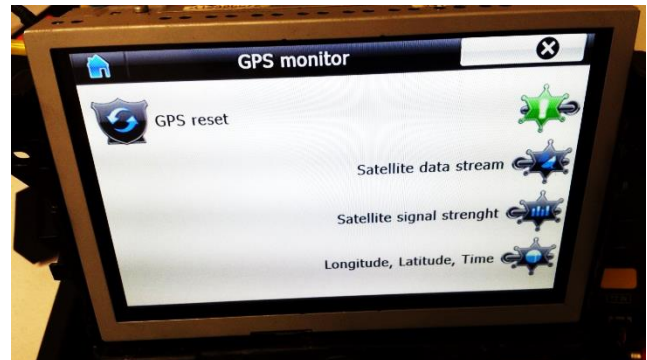 GPS monitor
GPS reset
Satellite data stream
Satellite signal strenght
Longitude, Latitude, Time